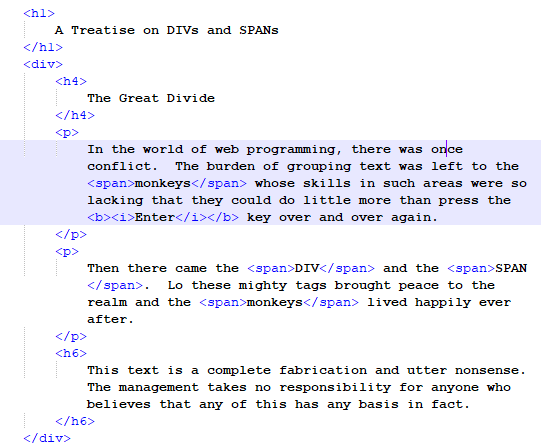 <h1>
A Treatise on DIVs and SPANs
</h1>
<div>
<h4>
The Great Divide
</h4>
<p>
In the world of web programming, there was once
conflict.  The burden of grouping text was left to the
<span>monkeys</span> whose skills in such areas were so
lacking that they could do little more than press the
<b><i>Enter</i></b> key over and over again.
</p>
<p>
Then there came the <span>DIV</span> and the <span>SPAN
</span>.  Lo these mighty tags brought peace to the
realm and the <span>monkeys</span> lived happily ever
after.
</p>
<h6>
This text is a complete fabrication and utter nonsense.
The management takes no responsibility for anyone who
believes that any of this has any basis in fact.
</h6>
</div>